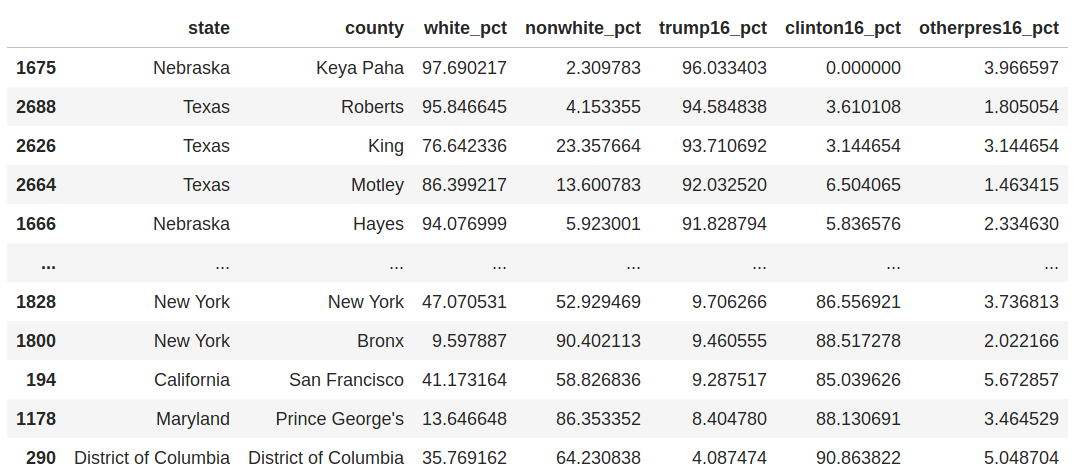 state county white_pct nonwhite_pct trump16_pct clinton16_pct otherpres16_pct
1675 Nebraska Keya Paha 97.690217 2.309783 96.033403 0.000000 3.966597
2688 Texas Roberts 95.846645 4.153355 94.584838 3.610108 1.805054
2626 Texas King 76.642336 23.357664 93.710692 3.144654 3.144654
2664 Texas Motley 86.399217 13.600783 92.032520 6.504065 1.463415
1666 Nebraska Hayes 94.076999 5.923001 91.828794 5.836576 2.334630
... ... ... ... ... ... ... ...
1828 New York New York 47.070531 52.929469 9.706266 86.556921 3.736813
1800 New York Bronx 9.597887 90.402113 9.460555 88.517278 2.022166
194 California San Francisco 41.173164 58.826836 9.287517 85.039626 5.672857
1178 Maryland Prince George's 13.646648 86.353352 8.404780 88.130691 3.464529
290 District of Columbia District of Columbia 35.769162 64.230838 4.087474 90.863822 5.048704